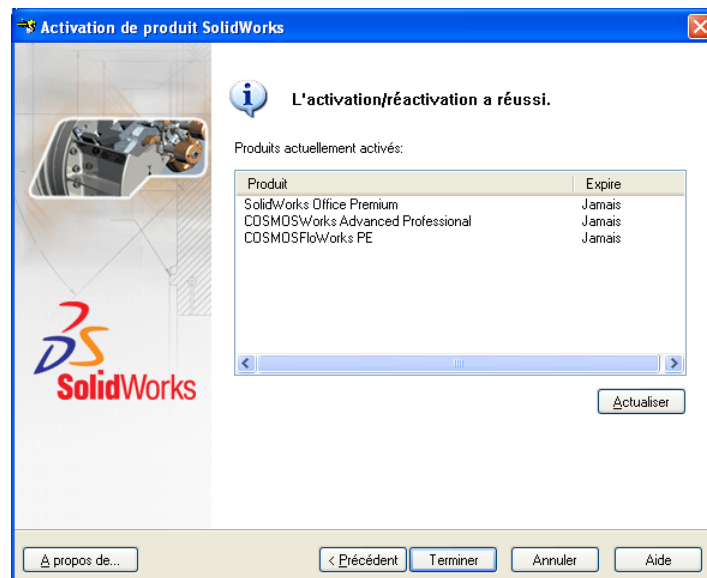 Activation de produit SolidWorks
L'activation/réactivation a réussi.
Produits actuellement activés:
Produit Expire
SolidWorks Office Premium Jamais
COSMOSWorks Advanced Professional Jamais
COSMOSFloWorks PE Jamais
DS
SolidWorks
Actualiser
A propos de... < Précédent Terminer Annuler Aide